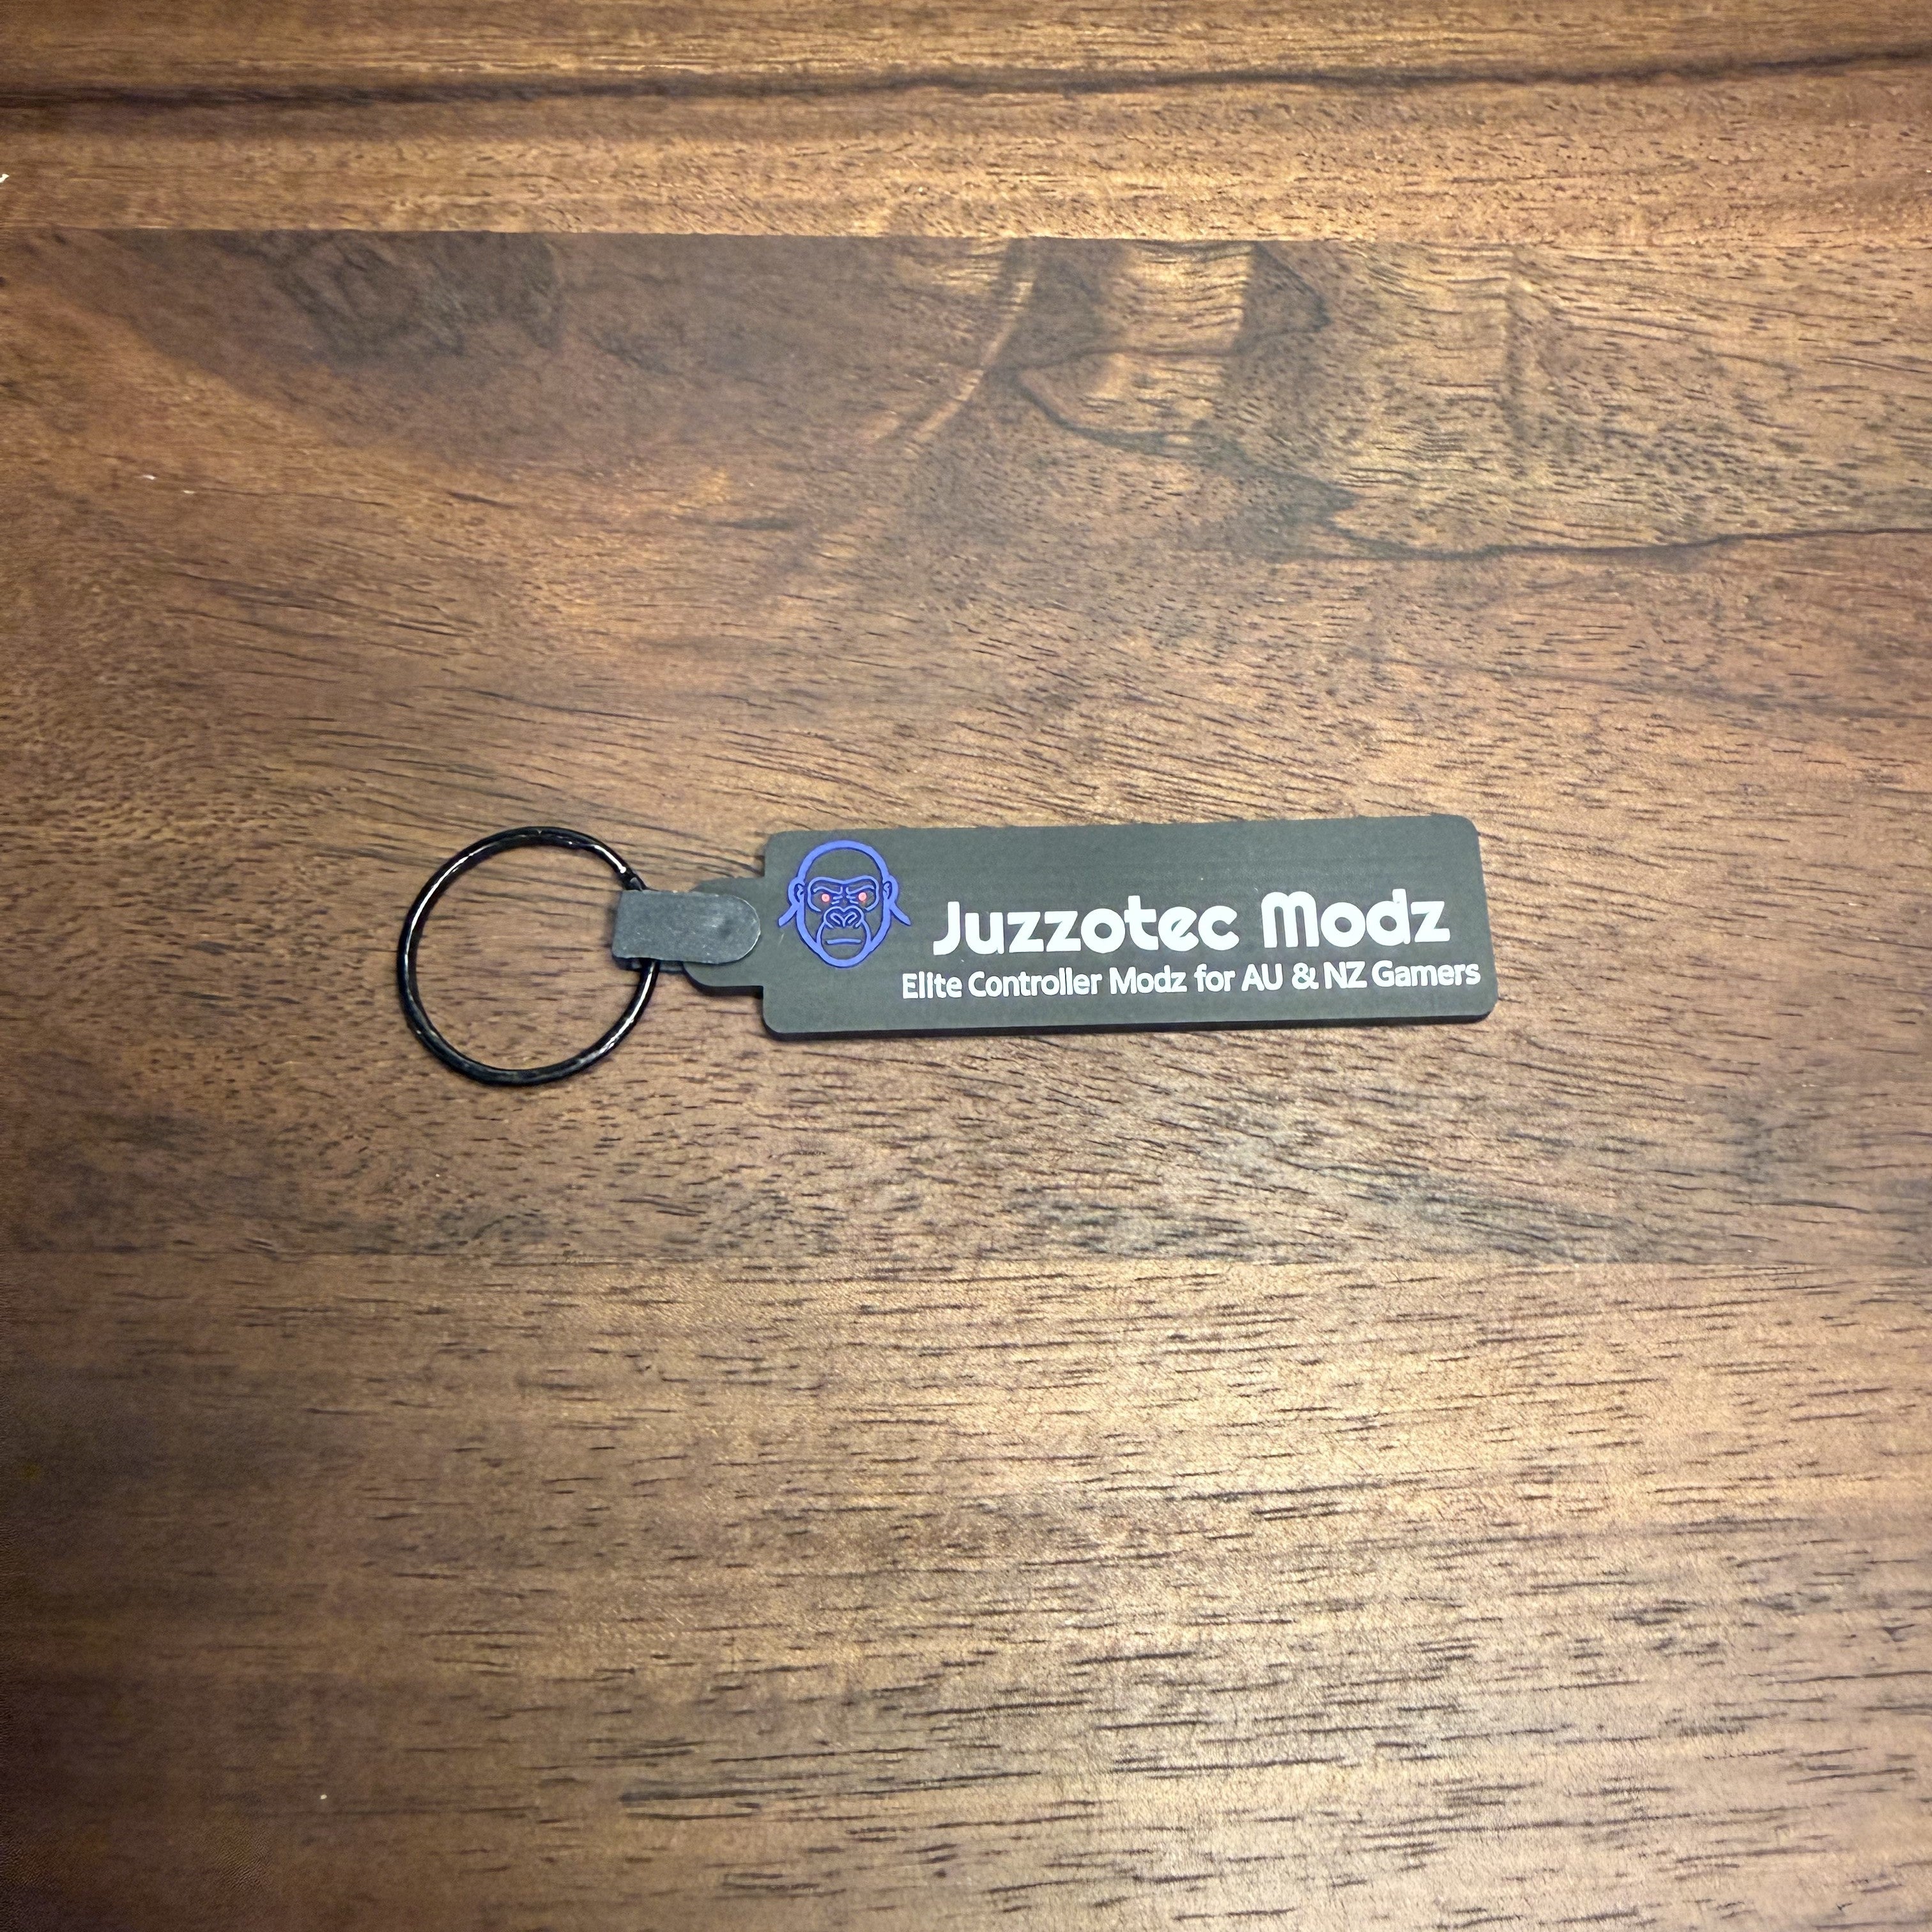 Juzzotec Modz
Elite Controller Modz for AU & NZ Gamers